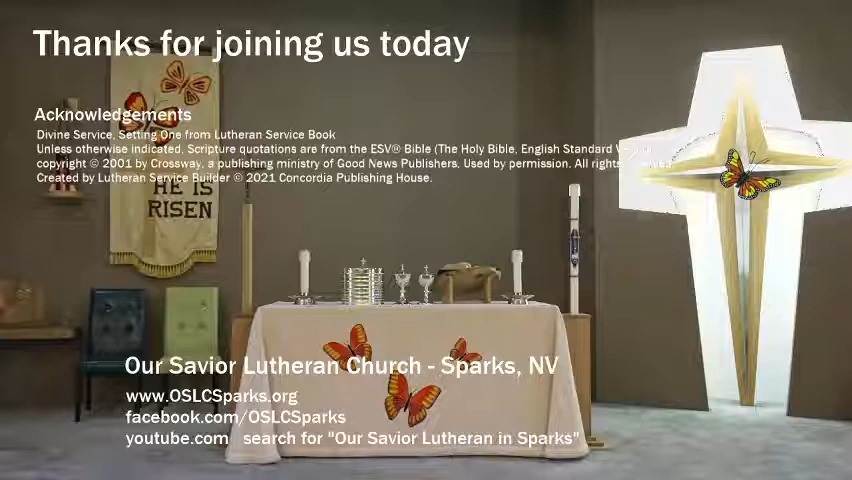 Thanks for joining us today
Acknowledgements
Divine Service, Setting One from Lutheran Service Book
Unless otherwise indicated, Scripture quotations are from the ESV® Bible (The Holy Bible, English Standard
copyright © 2001 by Crossway, a publishing ministry of Good News Publishers. Used by permission. All rights
Created by Lutheran Service Builder © 2021 Concordia Publishing House.
HE IS
RISEN
Our Savior Lutheran Church - Sparks, NV
www.OSLCSparks.org
facebook.com/OSLCSparks
youtube.com search for "Our Savior Lutheran in Sparks"